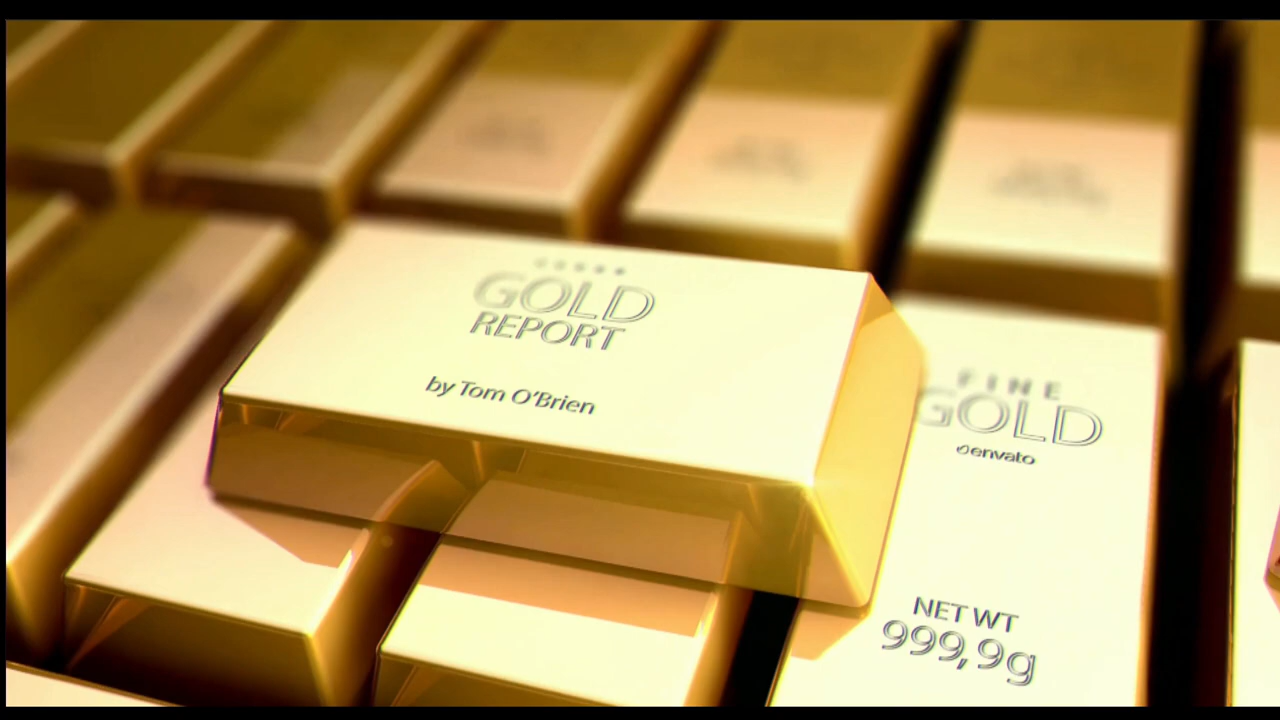 GOLD
REPORT
by Tom O'Brien
FINE
GOLD
envato
NET WT
999,9g